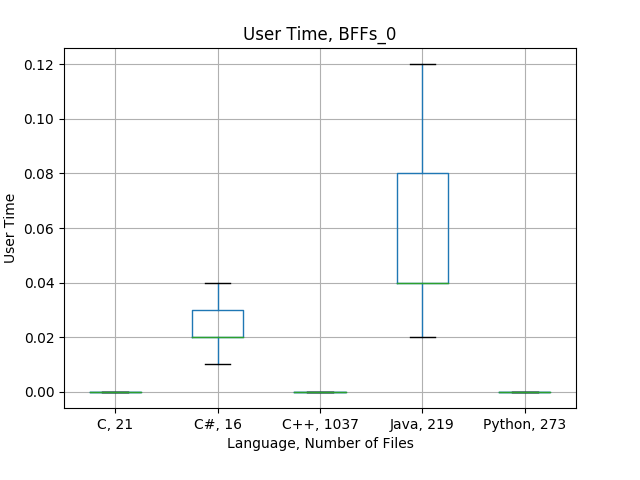 User Time, BFFs_0
0.12
0.10
0.08
0.06
0.04
0.02
0.00
User Time
C, 21
C#, 16
C++, 1037
Java, 219
Python, 273
Language, Number of Files